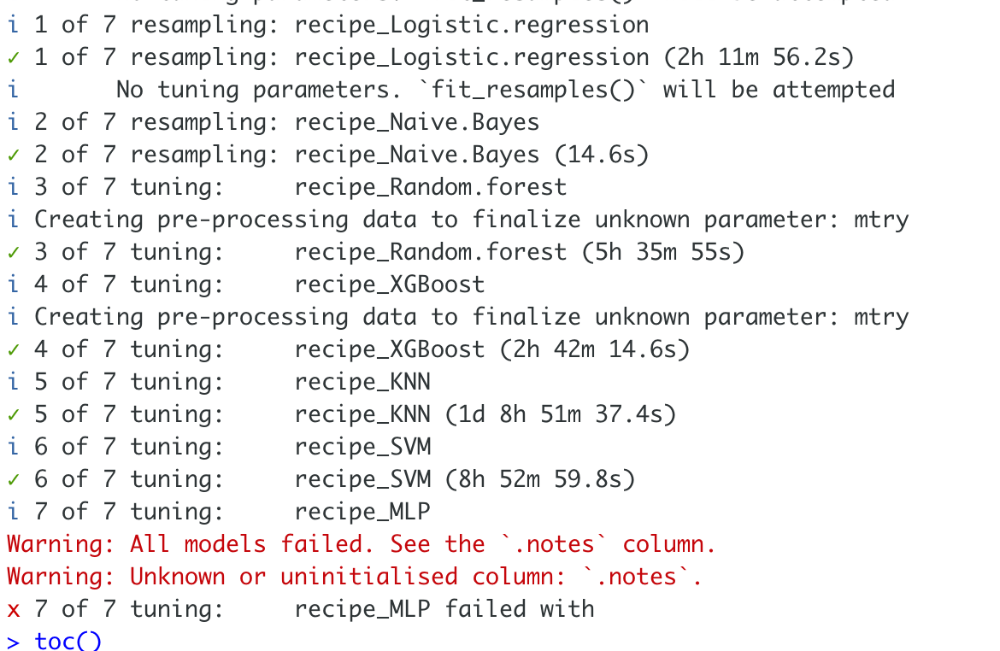 i 1 of 7 resampling: recipe_Logistic.regression
✓ 1 of 7 resampling: recipe_Logistic.regression (2h 11m 56.2s)
i       No tuning parameters. `fit_resamples()` will be attempted
i 2 of 7 resampling: recipe_Naive.Bayes
✓ 2 of 7 resampling: recipe_Naive.Bayes (14.6s)
i 3 of 7 tuning:     recipe_Random.forest
i Creating pre-processing data to finalize unknown parameter: mtry
✓ 3 of 7 tuning:     recipe_Random.forest (5h 35m 55s)
i 4 of 7 tuning:     recipe_XGBoost
i Creating pre-processing data to finalize unknown parameter: mtry
✓ 4 of 7 tuning:     recipe_XGBoost (2h 42m 14.6s)
i 5 of 7 tuning:     recipe_KNN
✓ 5 of 7 tuning:     recipe_KNN (1d 8h 51m 37.4s)
i 6 of 7 tuning:     recipe_SVM
✓ 6 of 7 tuning:     recipe_SVM (8h 52m 59.8s)
i 7 of 7 tuning:     recipe_MLP
Warning: All models failed. See the `.notes` column.
Warning: Unknown or uninitialised column: `.notes`.
x 7 of 7 tuning:     recipe_MLP failed with
> toc()